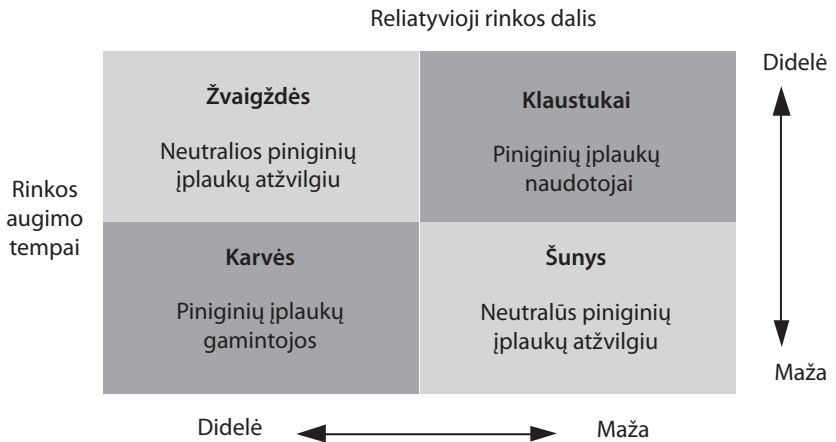 Reliatyvioji rinkos dalis
Didelė
Žvaigždės
Neutralios piniginių
įplaukų atžvilgiu
Klaustukai
Piniginių įplaukų
naudotojai
Rinkos
augimo
tempai
Karvės
Piniginių įplaukų
gamintojos
Šunys
Neutralūs piniginių
įplaukų atžvilgiu
Maža
Didelė
Maža